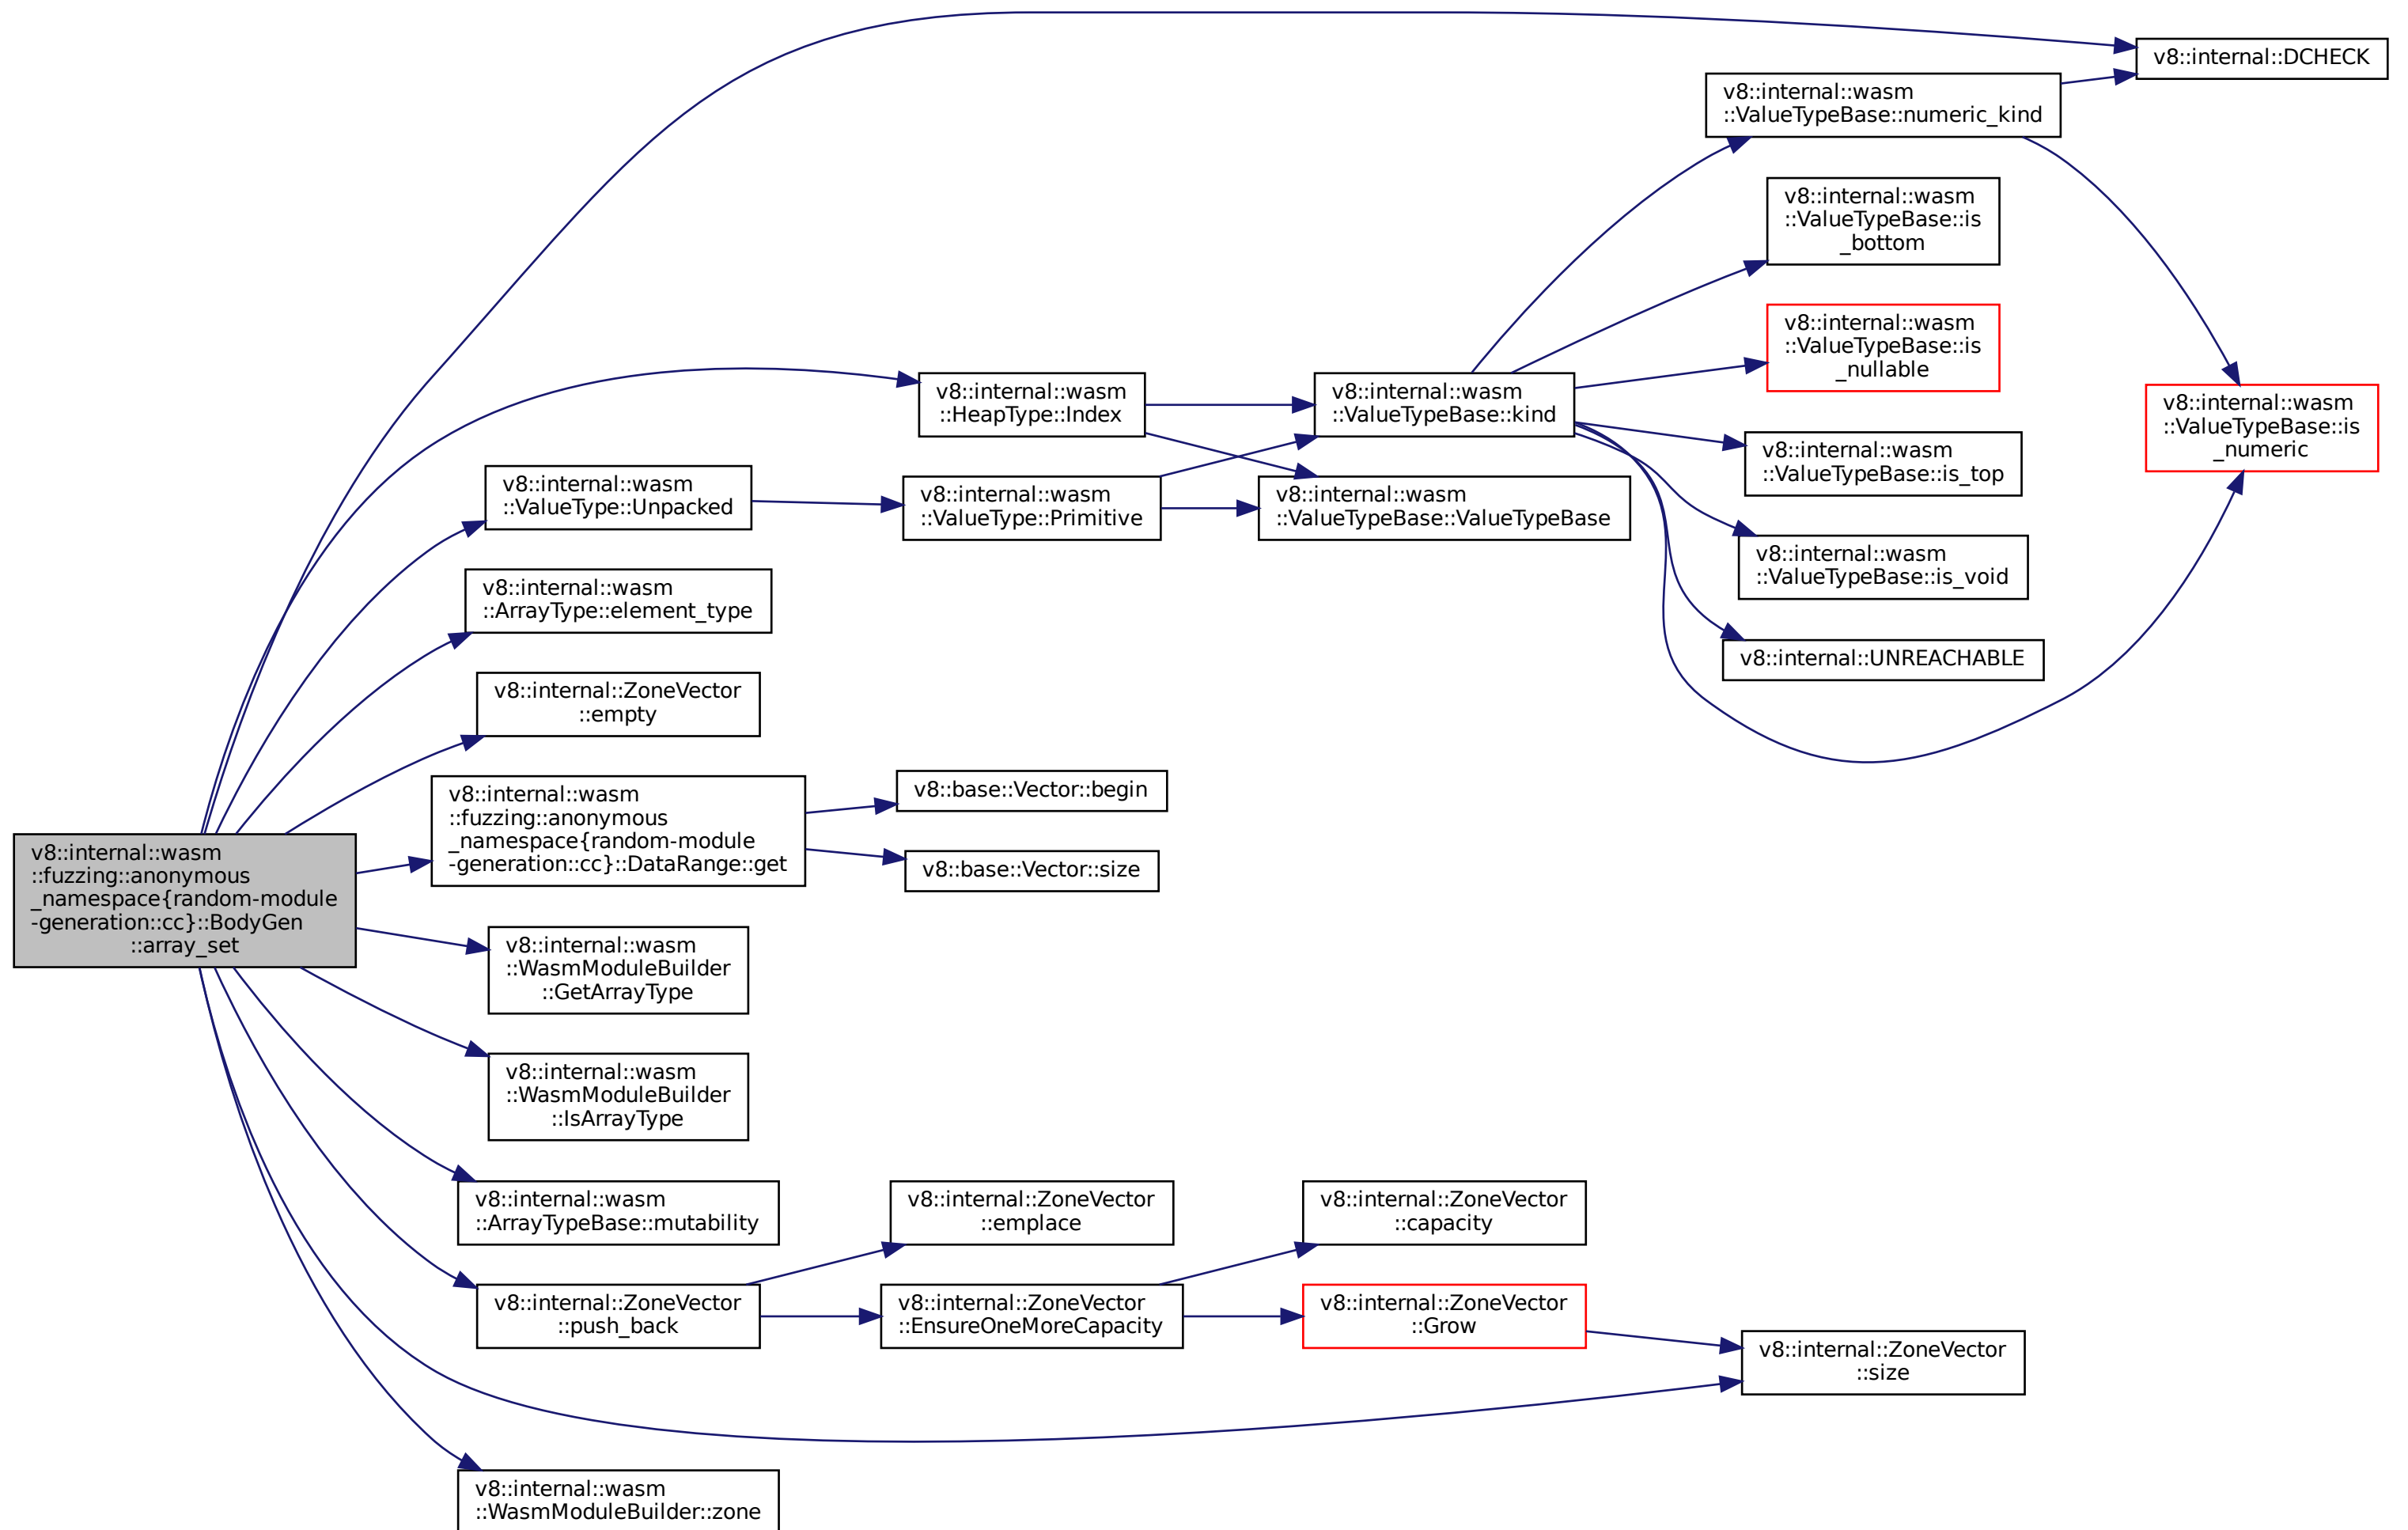 v8::internal::DCHECK
v8::internal::wasm
::ValueTypeBase::numeric_kind
v8::internal::wasm
::ValueTypeBase::is
_bottom
v8::internal::wasm
::ValueTypeBase::is
_nullable
v8::internal::wasm
::HeapType::Index
v8::internal::wasm
::ValueTypeBase::kind
v8::internal::wasm
::ValueTypeBase::is
_numeric
v8::internal::wasm
::ValueTypeBase::is_top
v8::internal::wasm
::ValueType::Unpacked
v8::internal::wasm
::ValueType::Primitive
v8::internal::wasm
::ValueTypeBase::ValueTypeBase
v8::internal::wasm
::ValueTypeBase::is_void
v8::internal::wasm
::ArrayType::element_type
v8::internal::UNREACHABLE
v8::internal::ZoneVector
::empty
v8::internal::wasm
::fuzzing::anonymous
_namespace{random-module
-generation::cc}::DataRange::get
v8::base::Vector::begin
v8::base::Vector::size
v8::internal::wasm
::fuzzing::anonymous
_namespace{random-module
-generation::cc}::BodyGen
::array_set
v8::internal::wasm
::WasmModuleBuilder
::GetArrayType
v8::internal::wasm
::WasmModuleBuilder
::IsArrayType
v8::internal::wasm
::ArrayTypeBase::mutability
v8::internal::ZoneVector
::emplace
v8::internal::ZoneVector
::capacity
v8::internal::ZoneVector
::push_back
v8::internal::ZoneVector
::EnsureOneMoreCapacity
v8::internal::ZoneVector
::Grow
v8::internal::ZoneVector
::size
v8::internal::wasm
::WasmModuleBuilder::zone